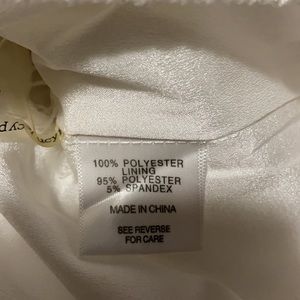 100% POLYESTER
LINING
95% POLYESTER
5% SPANDEX
MADE IN CHINA
SEE REVERSE
FOR CARE